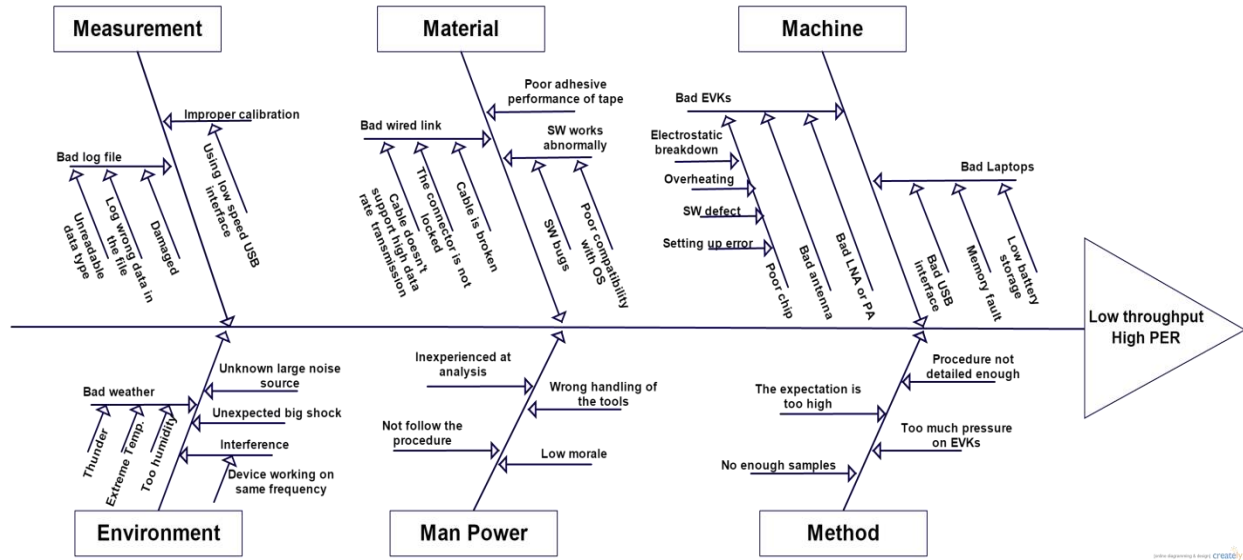 Measurement
Material
Machine
Improper calibration
Using low speed USB
interface
Bad log file
Unreadable
data type
Log wrong data in
the file
Damaged
Poor adhesive
performance of tape
Bad wired link
Cable doesn't
support high data
rate transmission
The connector is not
locked
Cable is broken
SW works
abnormally
SW bugs
Poor compatibility
with OS
Bad EVKs
Electrostatic
breakdown
Overheating
SW defect
Setting up error
Poor chip
Bad antenna
Bad LNA or PA
Bad Laptops
Bad USB
interface
Memory fault
Low battery
storage
Low throughput
High PER
Unknown large noise
source
Bad weather
Thunder
Extreme Temp.
Too humidity
Unexpected big shock
Interference
Device working on
same frequency
Inexperienced at
analysis
Wrong handling of
the tools
Not follow the
procedure
Low morale
Procedure not
detailed enough
The expectation is
too high
Too much pressure
on EVKs
No enough samples
Environment
Man Power
Method
creately